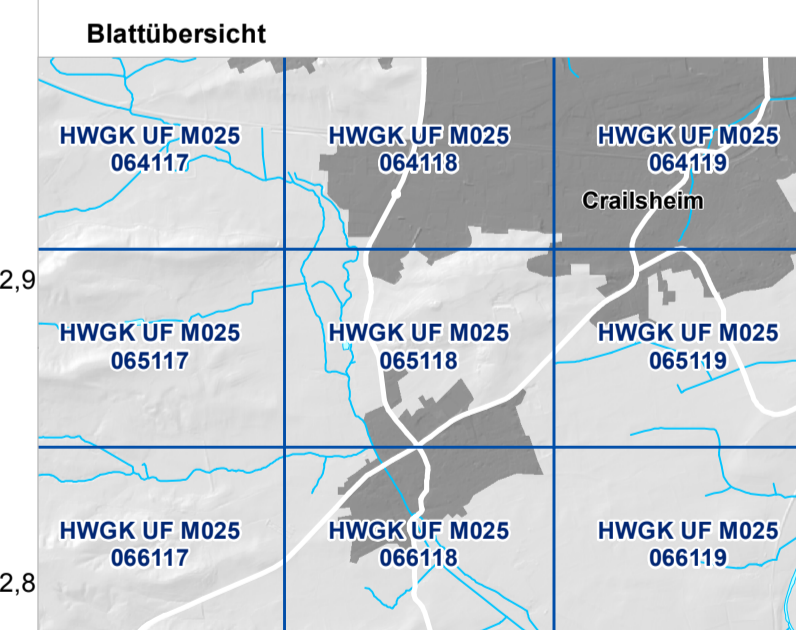 Blattübersicht
HWGK UF M025
064117
HWGK UF M025
064118
HWGK UF M025
064119
Crailsheim
2,9
HWGK UF M025
065117
HWGK UF M025
065118
HWGK UF M025
065119
HWGK UF M025
066117
HWGK UF M025
066118
HWGK UF M025
066119
2,8